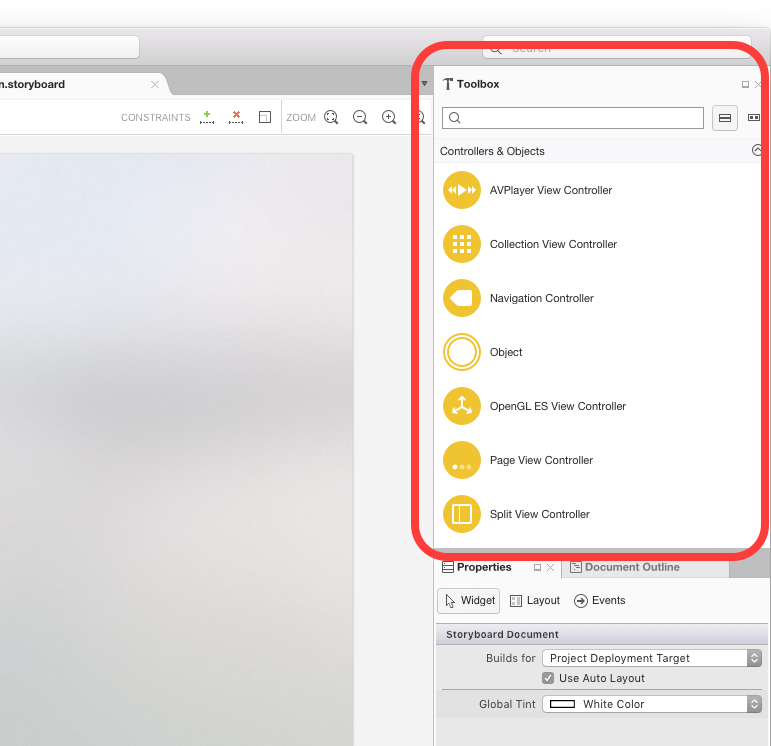 Search
n.storyboard
Toolbox
CONSTRAINTS ZOOM
Controllers & Objects
AVPlayer View Controller
Collection View Controller
Navigation Controller
Object
OpenGL ES View Controller
Page View Controller
Split View Controller
Properties Document Outline
Widget Layout Events
Storyboard Document
Builds for Project Deployment Target
Use Auto Layout
Global Tint White Color